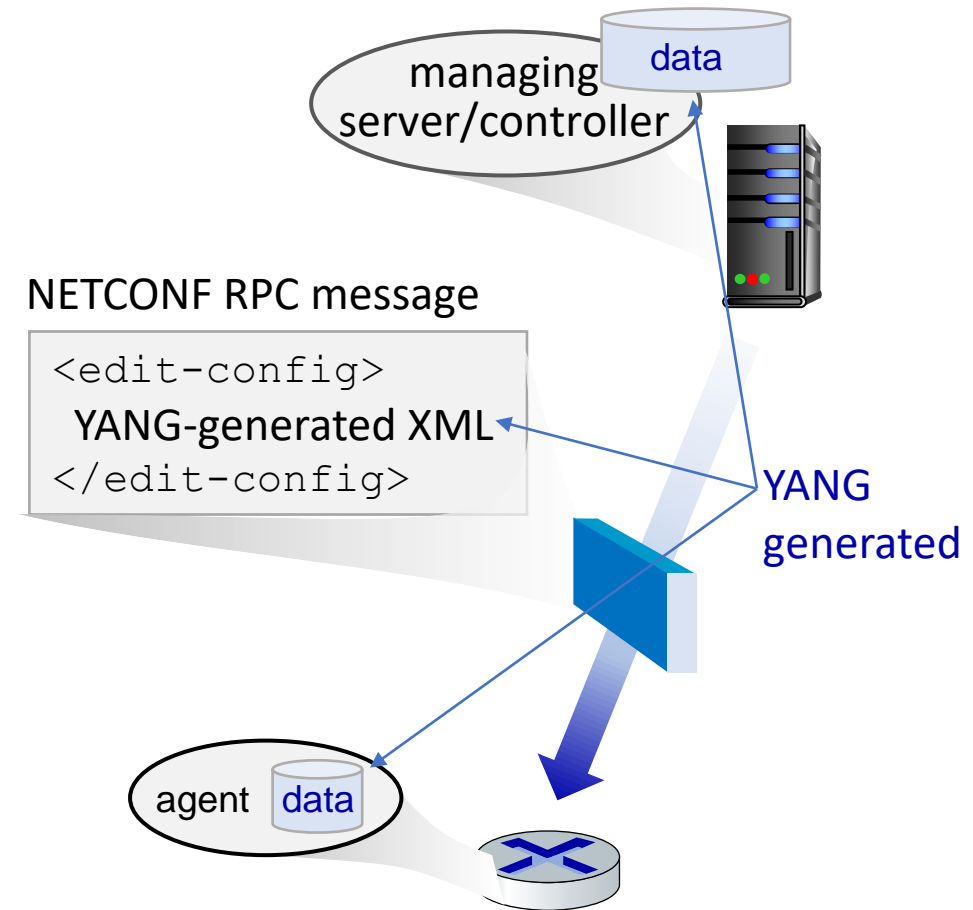 data
managing
server/controller
NETCONF RPC message
<edit-config>
YANG-generated XML
</edit-config>
YANG
generated
agent data